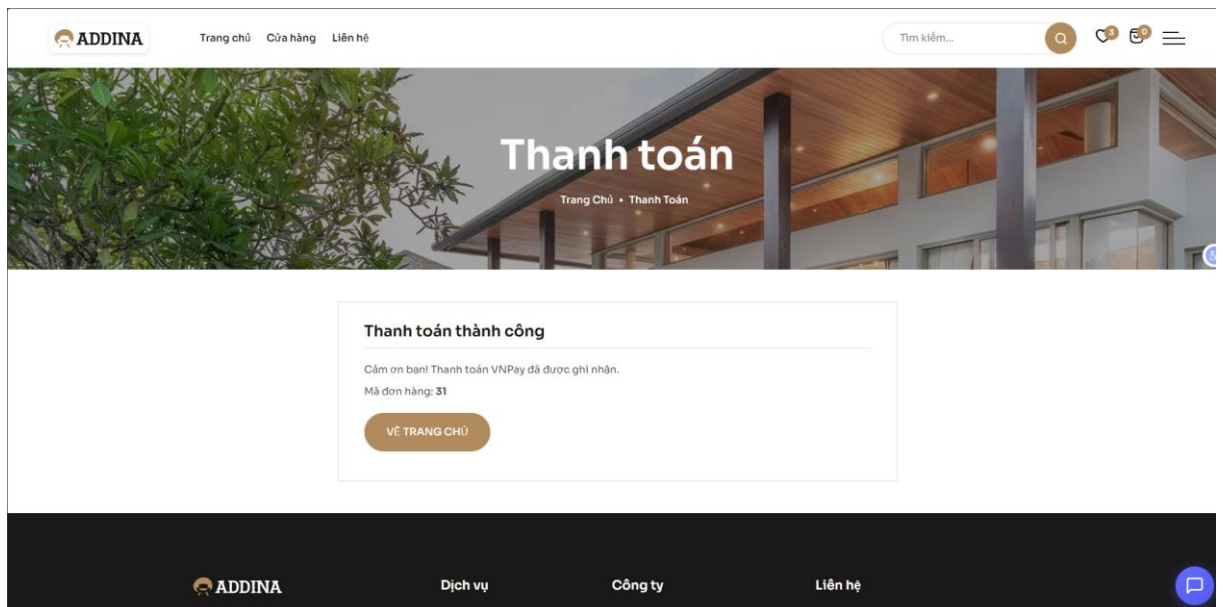 ADDINA
Trang chủ Cửa hàng Liên hệ
Tìm kiếm...
3
0
Thanh toán
Trang Chủ • Thanh Toán
Thanh toán thành công
Cảm ơn bạn! Thanh toán VNPay đã được ghi nhận.
Mã đơn hàng: 31
VỀ TRANG CHỦ
ADDINA
Dịch vụ
Công ty
Liên hệ